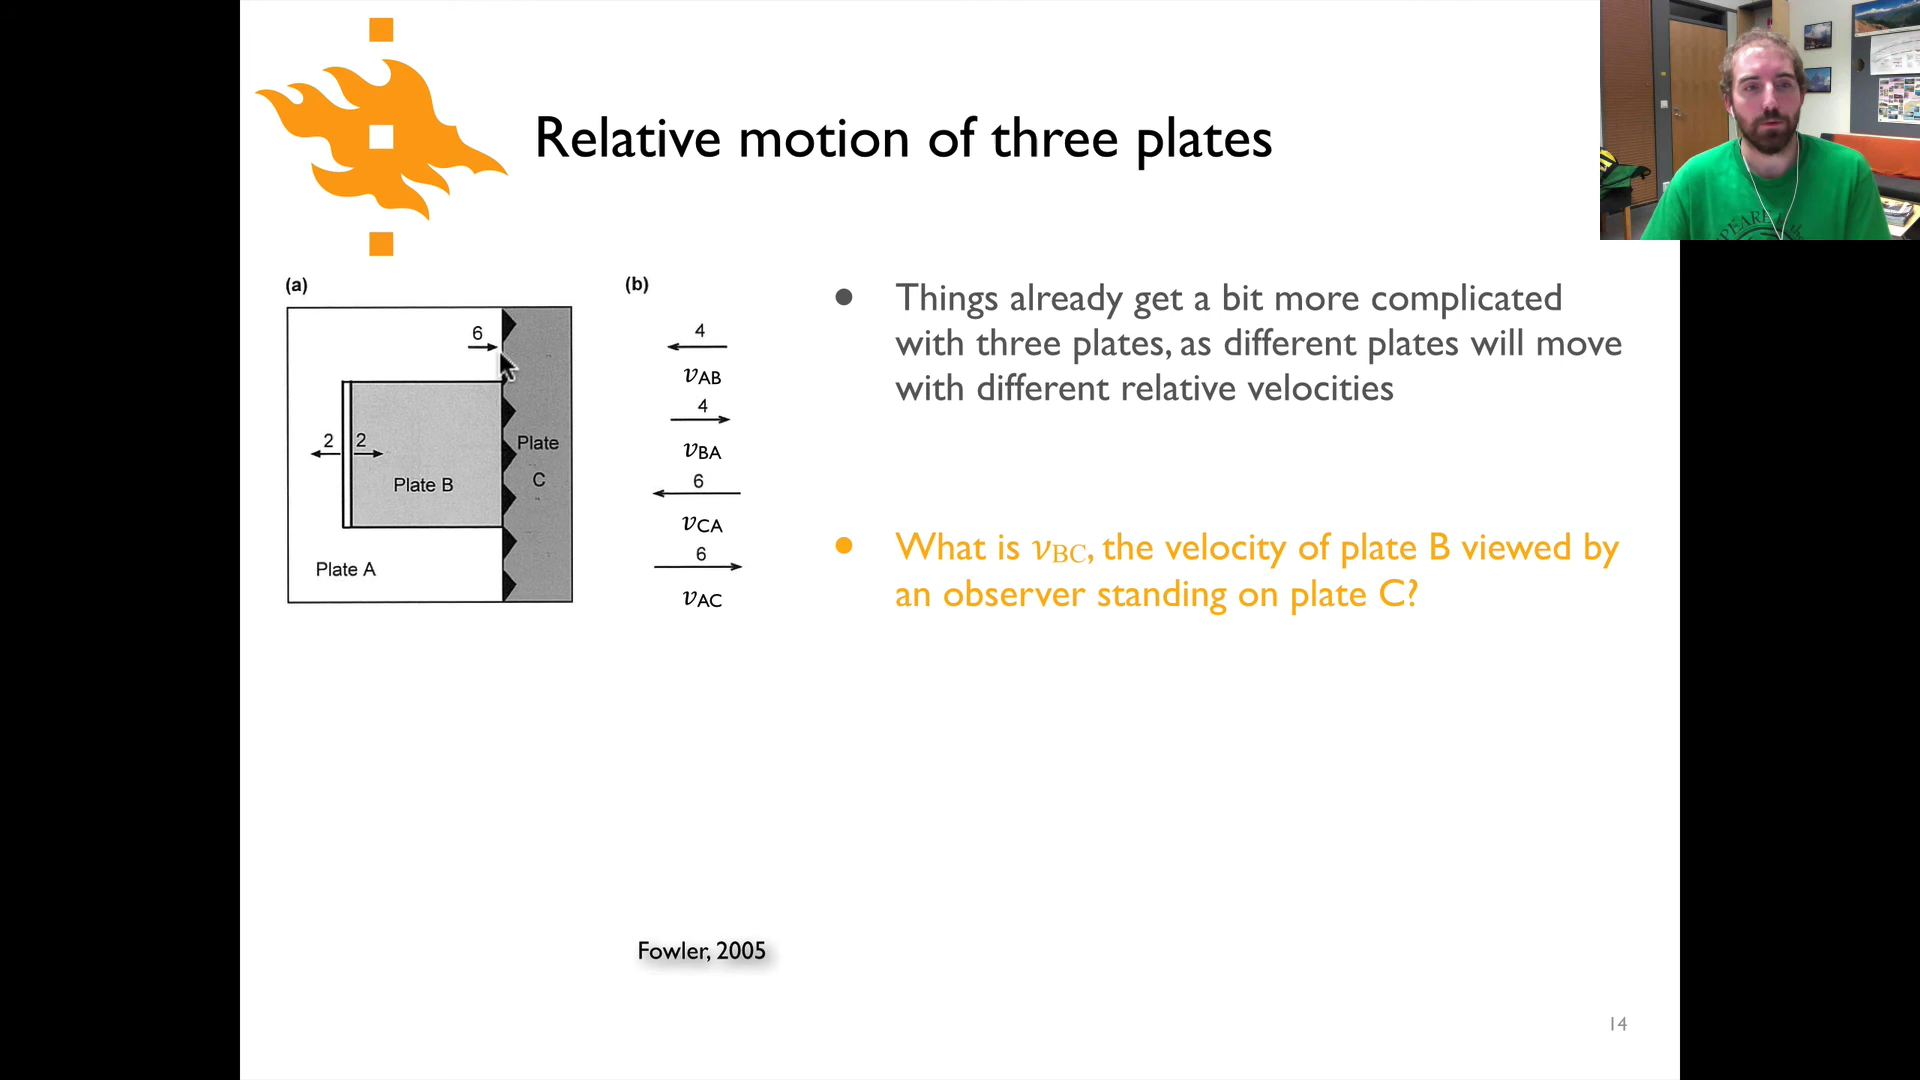 Relative motion of three plates
(a)
6
2 2
Plate B
Plate
C
Plate A
(b)
4
vAB
4
vBA
6
vCA
6
vAC
• Things already get a bit more complicated
with three plates, as different plates will move
with different relative velocities
• What is vBC, the velocity of plate B viewed by
an observer standing on plate C?
Fowler, 2005
14